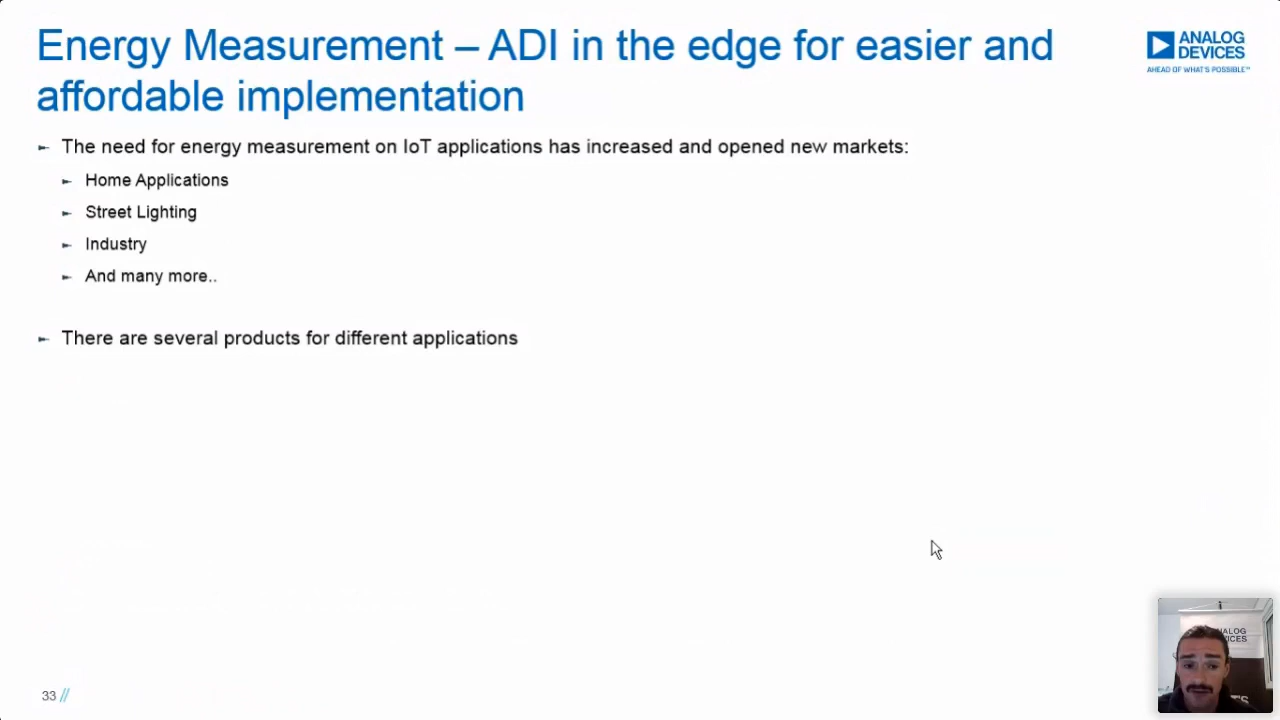 Energy Measurement – ADI in the edge for easier and
affordable implementation
ANALOG
DEVICES
AHEAD OF WHAT'S POSSIBLE™
The need for energy measurement on IoT applications has increased and opened new markets:
Home Applications
Street Lighting
Industry
And many more..
There are several products for different applications
33 //